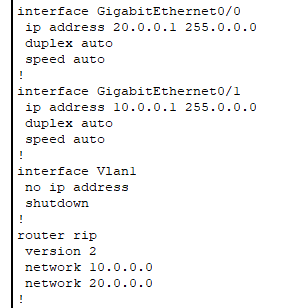 interface GigabitEthernet0/0
 ip address 20.0.0.1 255.0.0.0
 duplex auto
 speed auto
!
interface GigabitEthernet0/1
 ip address 10.0.0.1 255.0.0.0
 duplex auto
 speed auto
!
interface Vlan1
 no ip address
 shutdown
!
router rip
 version 2
 network 10.0.0.0
 network 20.0.0.0
!